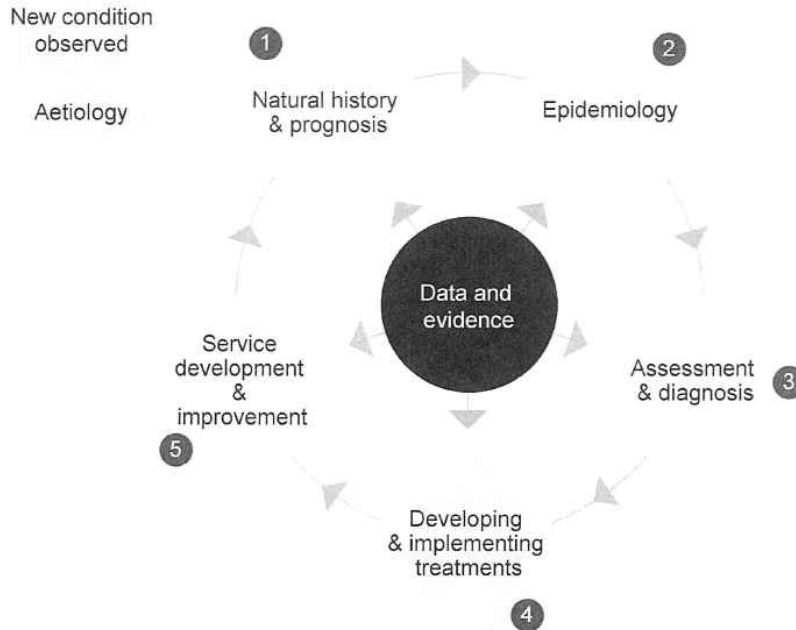 New condition
observed
Aetiology
1
Natural history
& prognosis
2
Epidemiology
Data and
evidence
3
Assessment
& diagnosis
4
Developing
& implementing
treatments
5
Service
development
&
improvement